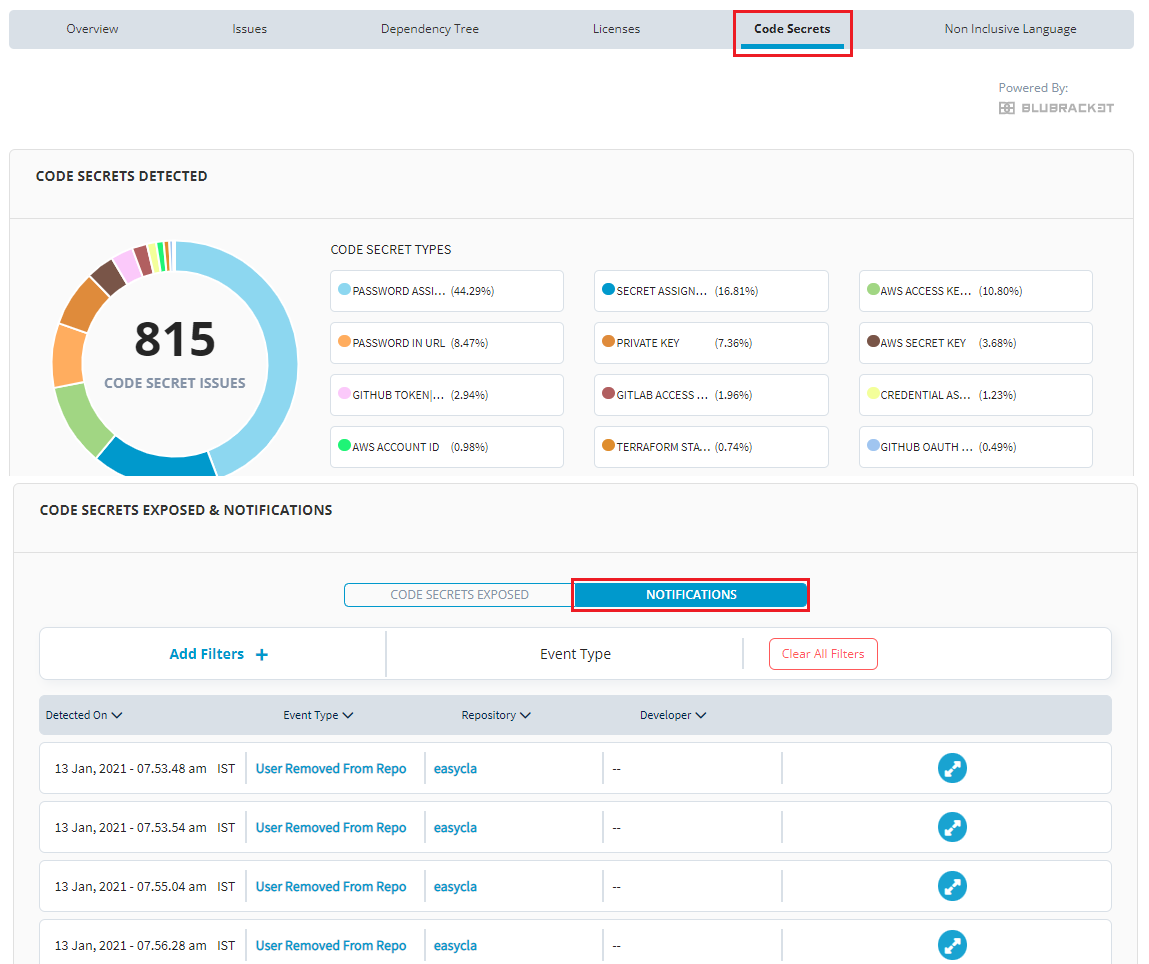 Overview Issues Dependency Tree Licenses Code Secrets Non Inclusive Language
Powered By:
BLUBRACKET
CODE SECRETS DETECTED
815
CODE SECRET ISSUES
CODE SECRET TYPES
PASSWORD ASSI... (44.29%) SECRET ASSIGN... (16.81%) AWS ACCESS KE... (10.80%)
PASSWORD IN URL (8.47%) PRIVATE KEY (7.36%) AWS SECRET KEY (3.68%)
GITHUB TOKEN|... (2.94%) GITLAB ACCESS ... (1.96%) CREDENTIAL AS... (1.23%)
AWS ACCOUNT ID (0.98%) TERRAFORM STA... (0.74%) GITHUB OAUTH ... (0.49%)
CODE SECRETS EXPOSED & NOTIFICATIONS
CODE SECRETS EXPOSED NOTIFICATIONS
Add Filters + Event Type Clear All Filters
Detected On Event Type Repository Developer
13 Jan, 2021 - 07.53.48 am IST User Removed From Repo easycla --
13 Jan, 2021 - 07.53.54 am IST User Removed From Repo easycla --
13 Jan, 2021 - 07.55.04 am IST User Removed From Repo easycla --
13 Jan, 2021 - 07.56.28 am IST User Removed From Repo easycla --